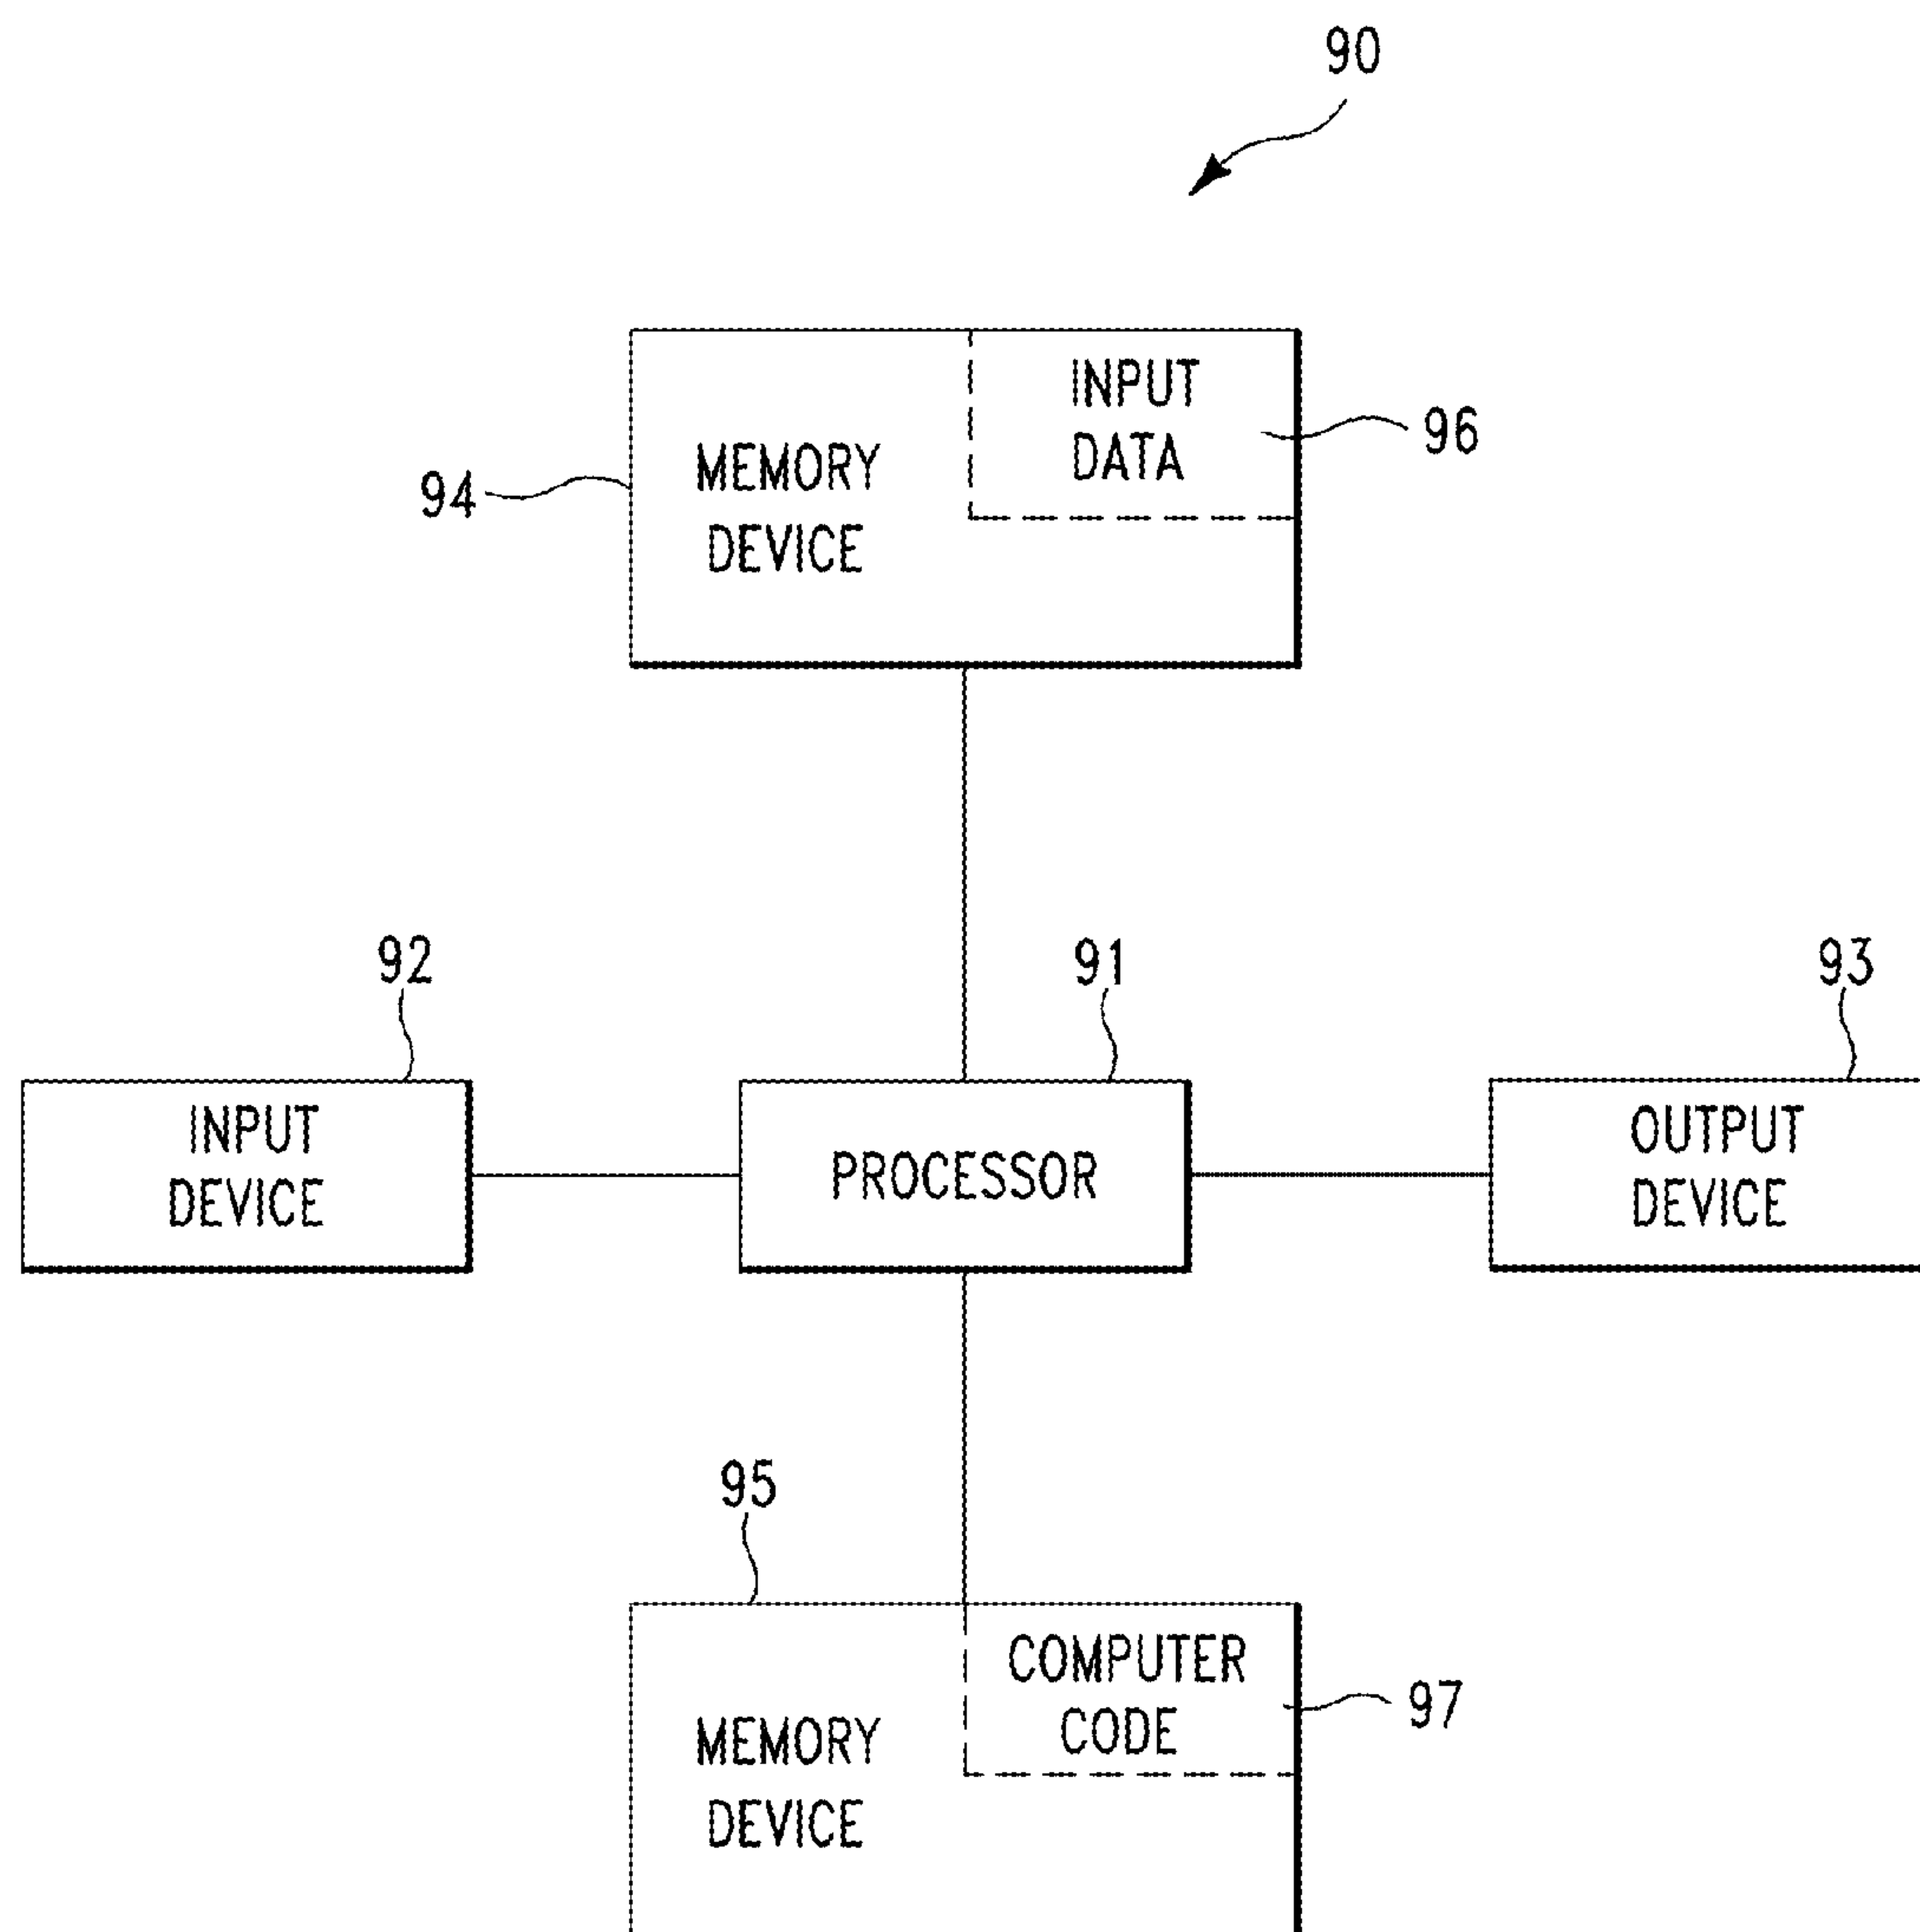 90
INPUT
DATA
96
MEMORY
DEVICE
94
92
91
93
INPUT
DEVICE
PROCESSOR
OUTPUT
DEVICE
95
COMPUTER
CODE
97
MEMORY
DEVICE